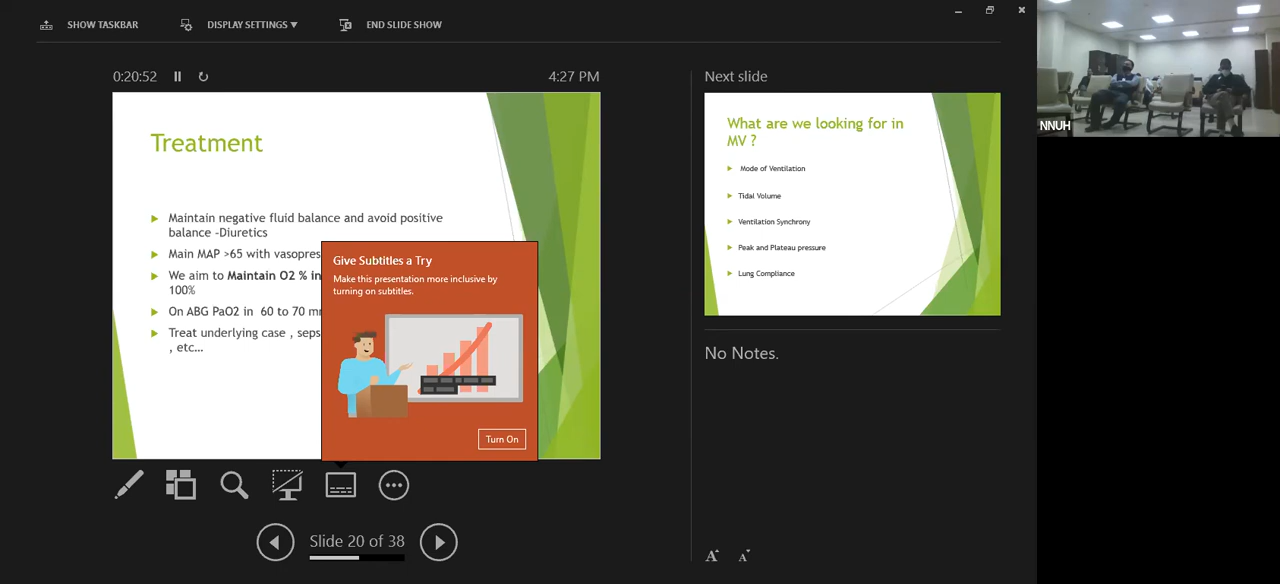 SHOW TASKBAR
DISPLAY SETTINGS ▼
END SLIDE SHOW
0:20:52
4:27 PM
Treatment
Maintain negative fluid balance and avoid positive
balance -Diuretics
Main MAP >65 with
We aim to Maintain O2 % in
100%
On ABG PaO2 in 60 to 70
Treat underlying case ,
, etc...
Give Subtitles a Try
Make this presentation more inclusive by
turning on subtitles.
Turn On
Slide 20 of 38
Next slide
What are we looking for in
MV ?
Mode of Ventilation
Tidal Volume
Ventilation Synchrony
Peak and Plateau pressure
Lung Compliance
No Notes.
A A
NNUH